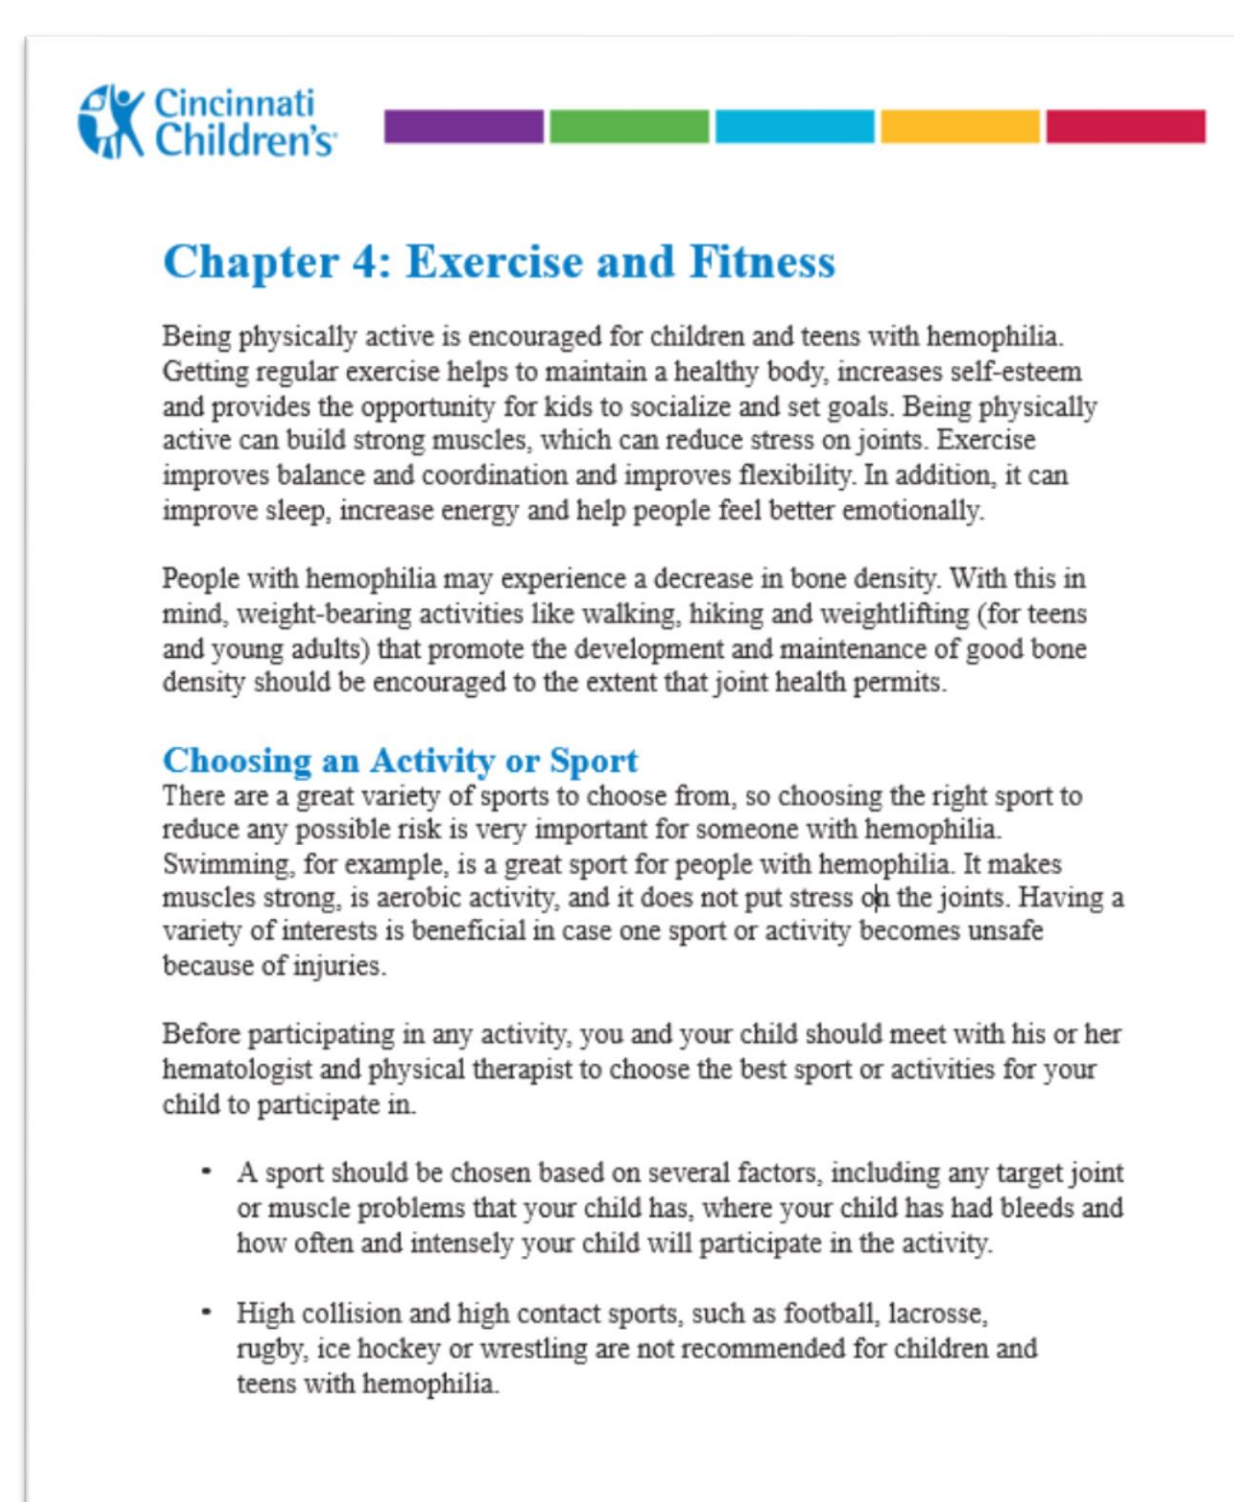 Cincinnati
Children's
Chapter 4: Exercise and Fitness
Being physically active is encouraged for children and teens with hemophilia.
Getting regular exercise helps to maintain a healthy body, increases self-esteem
and provides the opportunity for kids to socialize and set goals. Being physically
active can build strong muscles, which can reduce stress on joints. Exercise
improves balance and coordination and improves flexibility. In addition, it can
improve sleep, increase energy and help people feel better emotionally.
People with hemophilia may experience a decrease in bone density. With this in
mind, weight-bearing activities like walking, hiking and weightlifting (for teens
and young adults) that promote the development and maintenance of good bone
density should be encouraged to the extent that joint health permits.
Choosing an Activity or Sport
There are a great variety of sports to choose from, so choosing the right sport to
reduce any possible risk is very important for someone with hemophilia.
Swimming, for example, is a great sport for people with hemophilia. It makes
muscles strong, is aerobic activity, and it does not put stress on the joints. Having a
variety of interests is beneficial in case one sport or activity becomes unsafe
because of injuries.
Before participating in any activity, you and your child should meet with his or her
hematologist and physical therapist to choose the best sport or activities for your
child to participate in.
• A sport should be chosen based on several factors, including any target joint
or muscle problems that your child has, where your child has had bleeds and
how often and intensely your child will participate in the activity.
• High collision and high contact sports, such as football, lacrosse,
rugby, ice hockey or wrestling are not recommended for children and
teens with hemophilia.